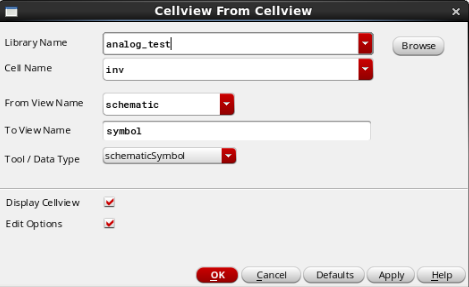 Cellview From Cellview
Library Name analog_test Browse
Cell Name inv
From View Name schematic
To View Name symbol
Tool / Data Type schematicSymbol
Display Cellview
Edit Options
OK Cancel Defaults Apply Help